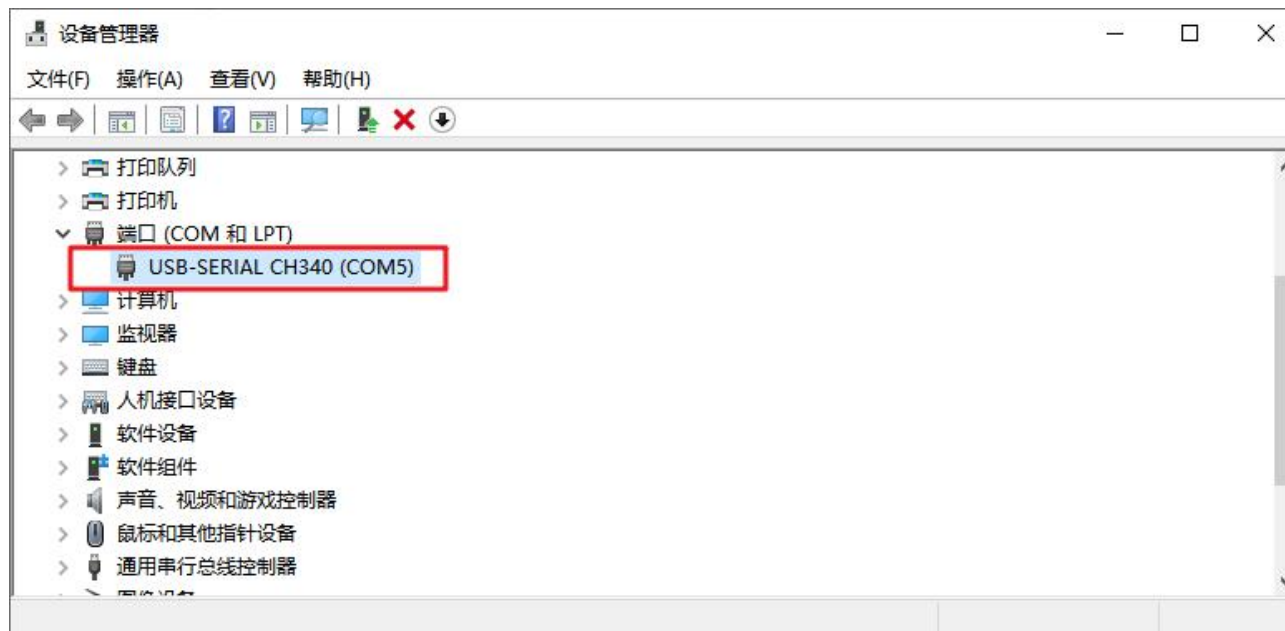 设备管理器
文件(F) 操作(A) 查看(V) 帮助(H)
打印队列
打印机
端口 (COM 和 LPT)
USB-SERIAL CH340 (COM5)
计算机
监视器
键盘
人机接口设备
软件设备
软件组件
声音、视频和游戏控制器
鼠标和其他指针设备
通用串行总线控制器